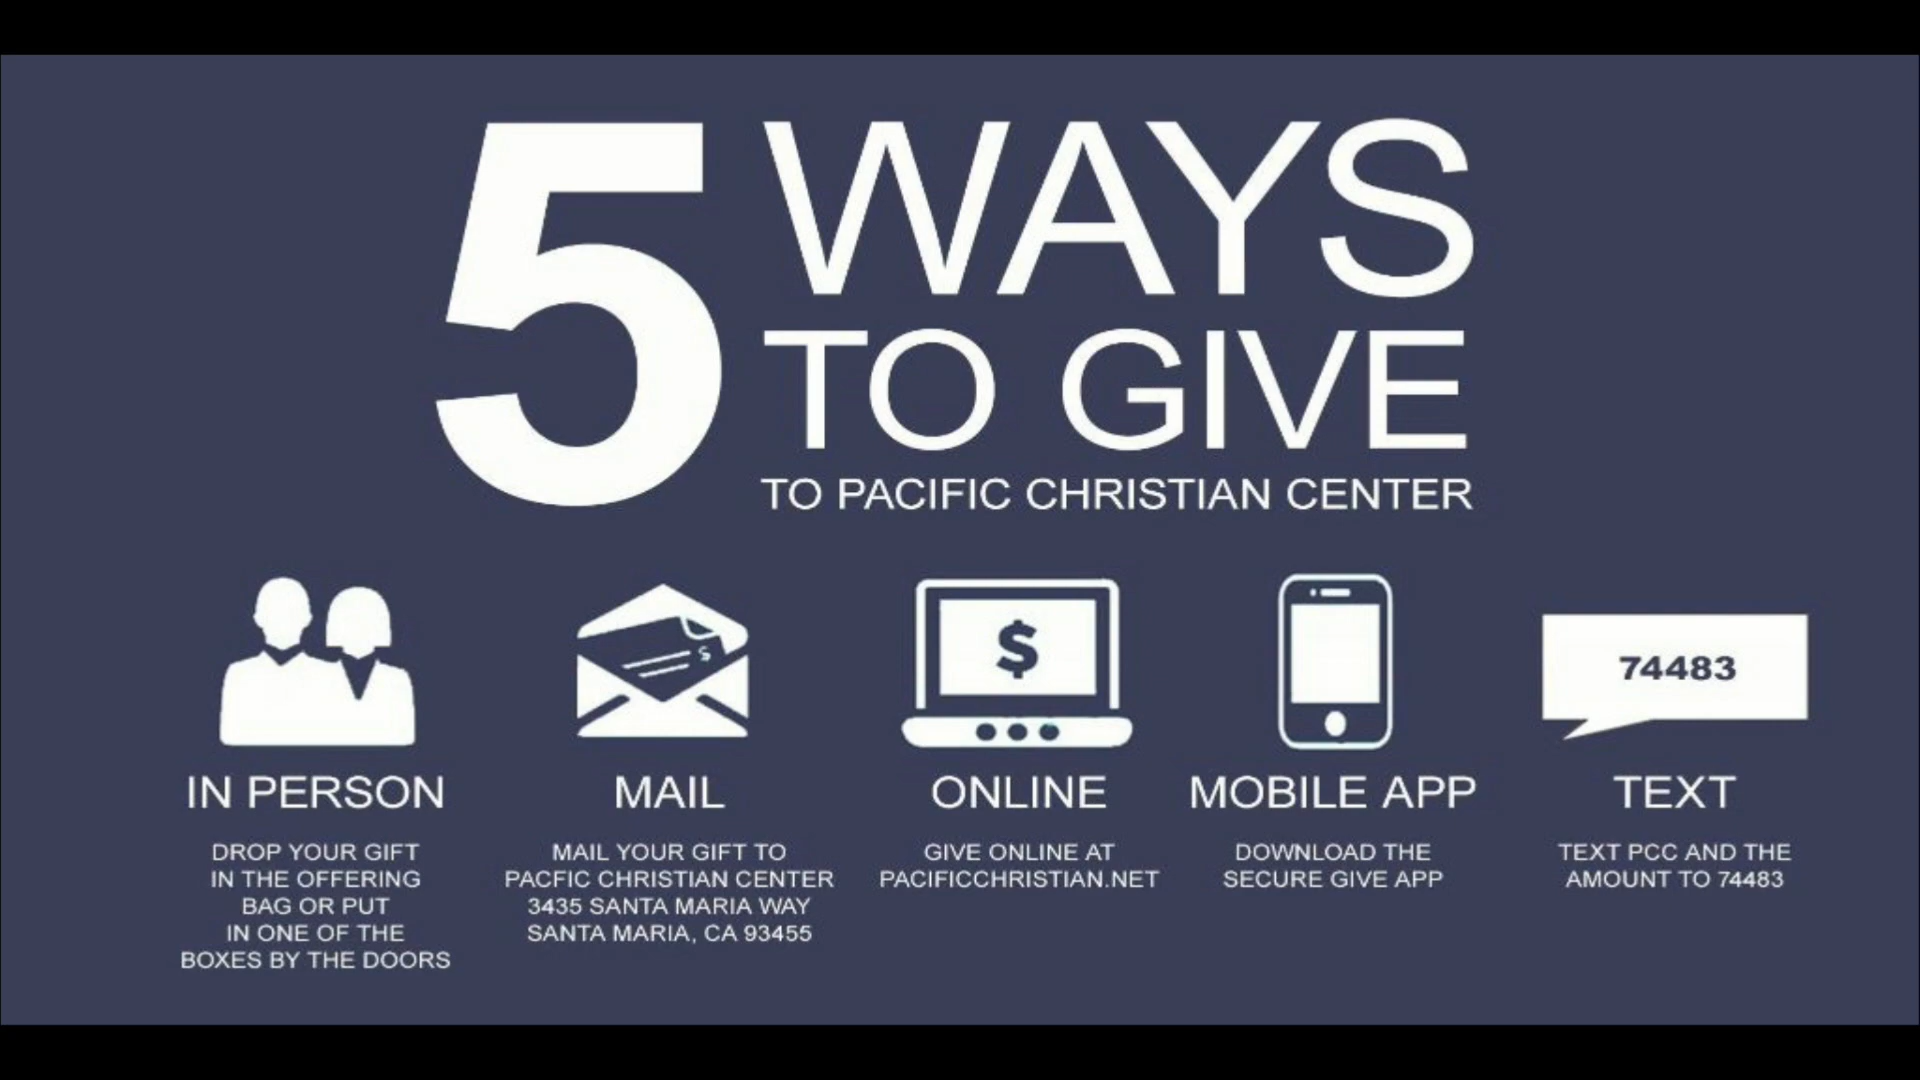 5 WAYS
TO GIVE
TO PACIFIC CHRISTIAN CENTER
$
$
74483
IN PERSON
DROP YOUR GIFT
IN THE OFFERING
BAG OR PUT
IN ONE OF THE
BOXES BY THE DOORS
MAIL
MAIL YOUR GIFT TO
PACFIC CHRISTIAN CENTER
3435 SANTA MARIA WAY
SANTA MARIA, CA 93455
ONLINE
GIVE ONLINE AT
PACIFICCHRISTIAN.NET
MOBILE APP
DOWNLOAD THE
SECURE GIVE APP
TEXT
TEXT PCC AND THE
AMOUNT TO 74483